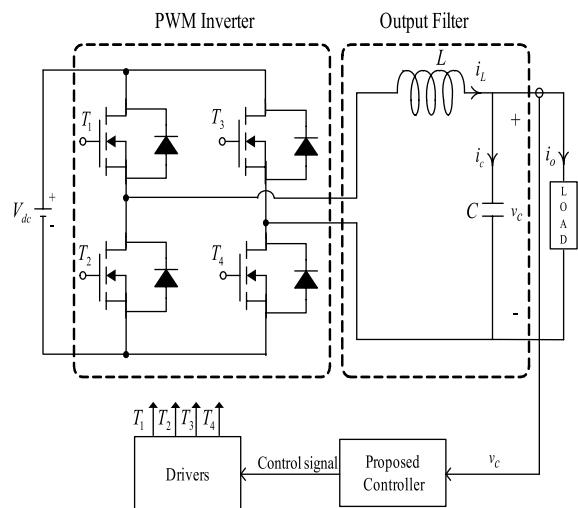 PWM Inverter
Output Filter
L
i_L
T_1
T_3
+
i_c
i_o
V_dc
+
-
C
v_c
LOAD
T_2
T_4
-
T_1 T_2 T_3 T_4
Drivers
Control signal
Proposed
Controller
v_c